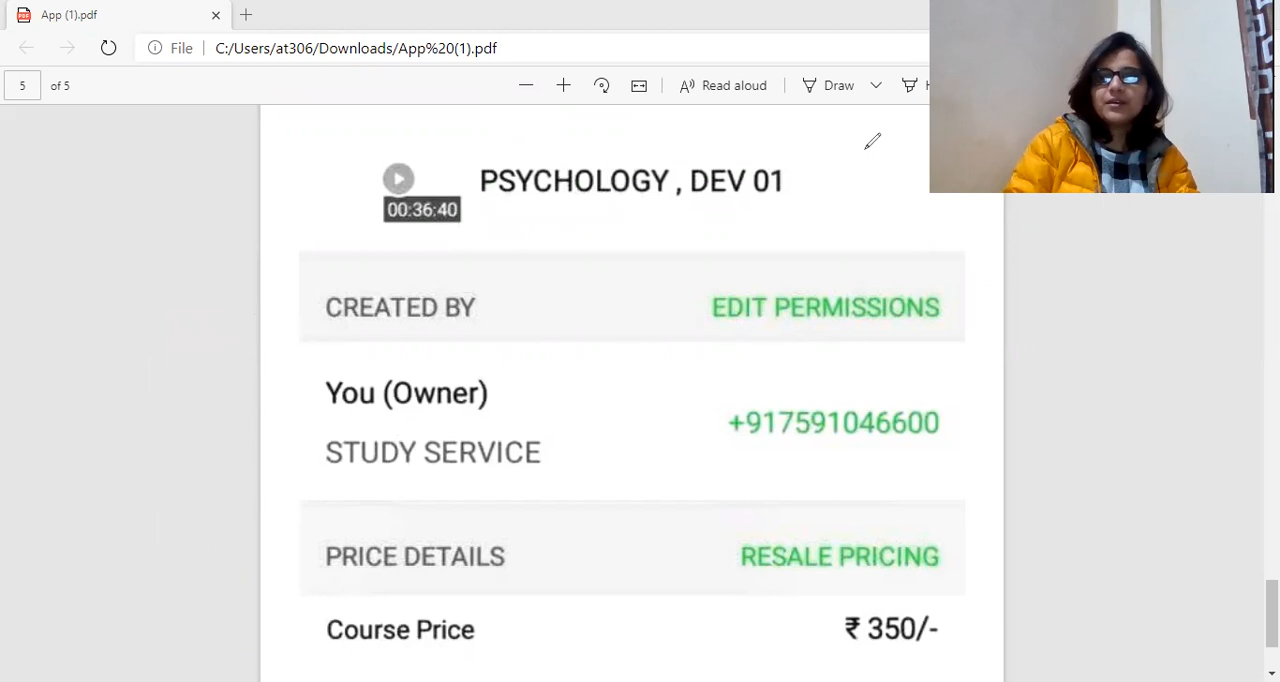 App (1).pdf
File C:/Users/at306/Downloads/App%20(1).pdf
5 of 5 Read aloud Draw H
PSYCHOLOGY , DEV 01
00:36:40
CREATED BY EDIT PERMISSIONS
You (Owner)
+917591046600
STUDY SERVICE
PRICE DETAILS RESALE PRICING
Course Price ₹ 350/-